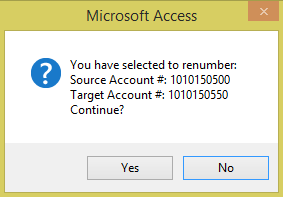 Microsoft Access
You have selected to renumber:
Source Account #: 1010150500
Target Account #: 1010150550
Continue?
Yes
No